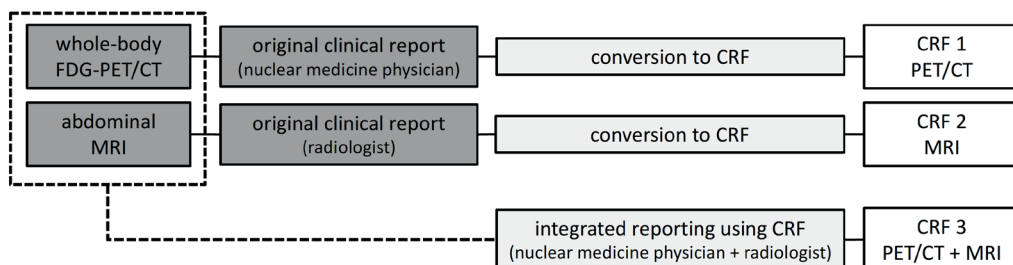 whole-body
FDG-PET/CT
original clinical report
(nuclear medicine physician)
conversion to CRF
CRF 1
PET/CT
abdominal
MRI
original clinical report
(radiologist)
conversion to CRF
CRF 2
MRI
integrated reporting using CRF
(nuclear medicine physician + radiologist)
CRF 3
PET/CT + MRI